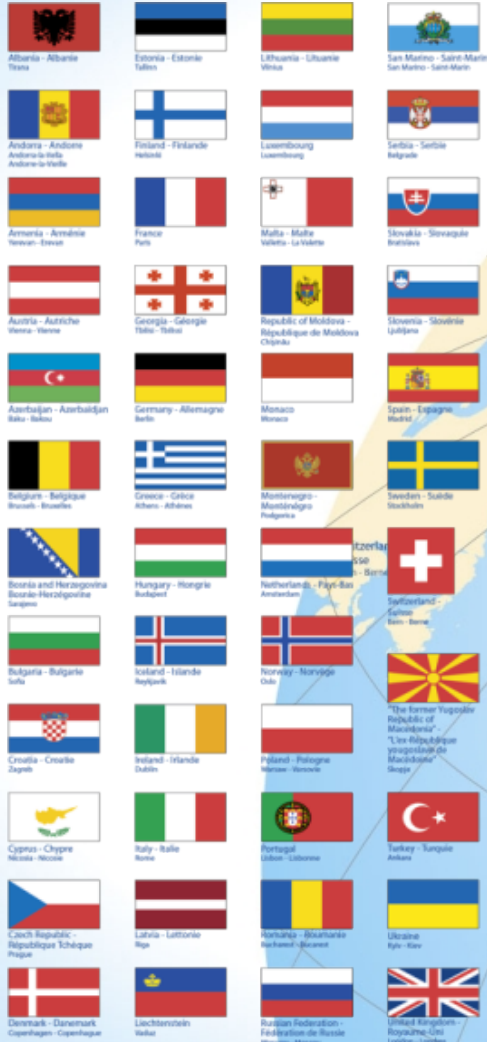 Albania - Albanie
Tirana
Andorra - Andorre
Andorra-la-Vella
Andorre-la-Vieille
Armenia - Arménie
Yerevan - Erevan
Austria - Autriche
Vienna - Vienne
Azerbaijan - Azerbaïdjan
Baku - Bakou
Belgium - Belgique
Brussels - Bruxelles
Bosnia and Herzegovina
Bosnie-Herzégovine
Sarajevo
Bulgaria - Bulgarie
Sofia
Croatia - Croatie
Zagreb
Cyprus - Chypre
Nicosia - Nicosie
Czech Republic -
République Tchèque
Prague
Denmark - Danemark
Copenhagen - Copenhague
Estonia - Estonie
Tallinn
Finland - Finlande
Helsinki
France
Paris
Georgia - Géorgie
Tbilisi - Tbilissi
Germany - Allemagne
Berlin
Greece - Grèce
Athens - Athènes
Hungary - Hongrie
Budapest
Iceland - Islande
Reykjavik
Ireland - Irlande
Dublin
Italy - Italie
Rome
Latvia - Lettonie
Riga
Liechtenstein
Vaduz
Lithuania - Lituanie
Vilnius
Luxembourg
Luxembourg
Malta - Malte
Valletta - La Valette
Republic of Moldova -
République de Moldova
Chişinău
Monaco
Monaco
Montenegro -
Monténégro
Podgorica
Netherlands - Pays-Bas
Amsterdam
Norway - Norvège
Oslo
Poland - Pologne
Warsaw - Varsovie
Portugal
Lisbon - Lisbonne
Romania - Roumanie
Bucharest - Bucarest
Russian Federation -
Fédération de Russie
San Marino - Saint-Marin
San Marino - Saint-Marin
Serbia - Serbie
Belgrade
Slovakia - Slovaquie
Bratislava
Slovenia - Slovénie
Ljubljana
Spain - Espagne
Madrid
Sweden - Suède
Stockholm
Switzerland -
Suisse
Bern - Berne
"The former Yugoslav
Republic of
Macedonia" -
"L'ex-République
yougoslave de
Macédoine"
Skopje
Turkey - Turquie
Ankara
Ukraine
Kyiv - Kiev
United Kingdom -
Royaume-Uni